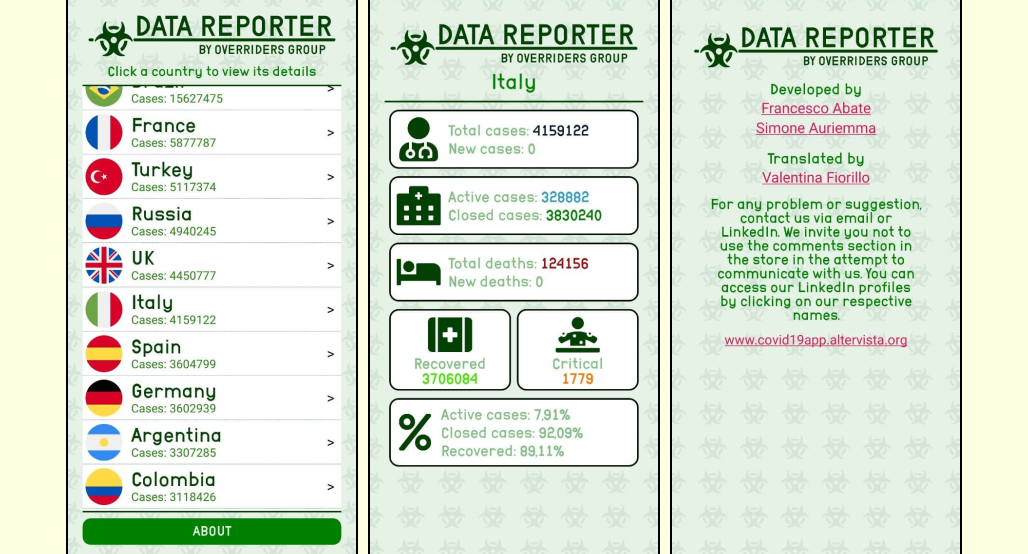 DATA REPORTER
BY OVERRIDERS GROUP
Click a country to view its details
Brazil
Cases: 15627475
>
France
Cases: 5877787
>
Turkey
Cases: 5117374
>
Russia
Cases: 4940245
>
UK
Cases: 4450777
>
Italy
Cases: 4159122
>
Spain
Cases: 3604799
>
Germany
Cases: 3602939
>
Argentina
Cases: 3307285
>
Colombia
Cases: 3118426
>
ABOUT
DATA REPORTER
BY OVERRIDERS GROUP
Italy
Total cases: 4159122
New cases: 0
Active cases: 328882
Closed cases: 3830240
Total deaths: 124156
New deaths: 0
Recovered
3706084
Critical
1779
%
Active cases: 7,91%
Closed cases: 92,09%
Recovered: 89,11%
DATA REPORTER
BY OVERRIDERS GROUP
Developed by
Francesco Abate
Simone Auriemma
Translated by
Valentina Fiorillo
For any problem or suggestion,
contact us via email or
LinkedIn. We invite you not to
use the comments section in
the store in the attempt to
communicate with us. You can
access our LinkedIn profiles
by clicking on our respective
names.
www.covid19app.altervista.org